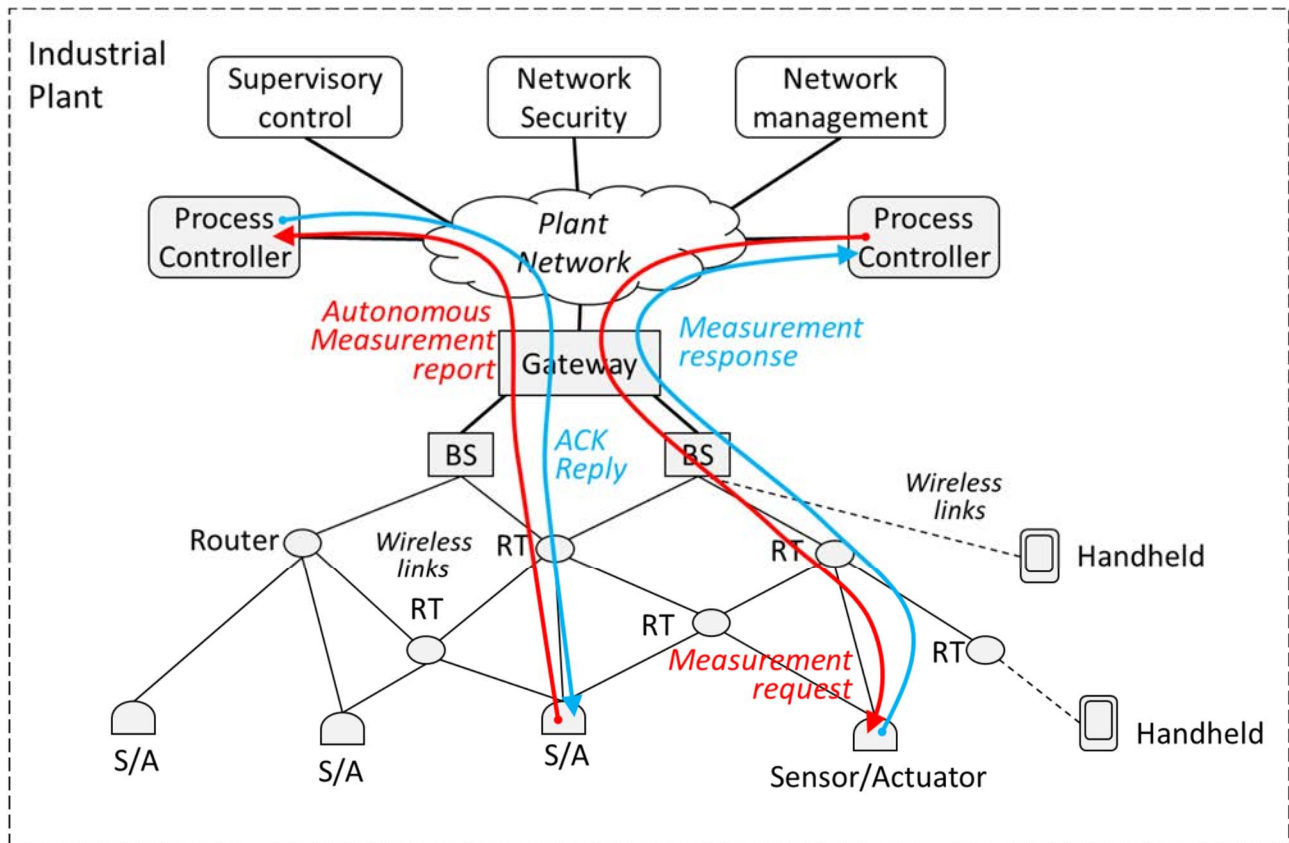 Industrial
Plant
Supervisory
control
Network
Security
Network
management
Process
Controller
Plant
Network
Process
Controller
Autonomous
Measurement
report
Measurement
response
Gateway
BS
ACK
Reply
BS
Wireless
links
Router
Wireless
links
RT
RT
Handheld
RT
RT
RT
Measurement
request
S/A
S/A
S/A
Sensor/Actuator
Handheld